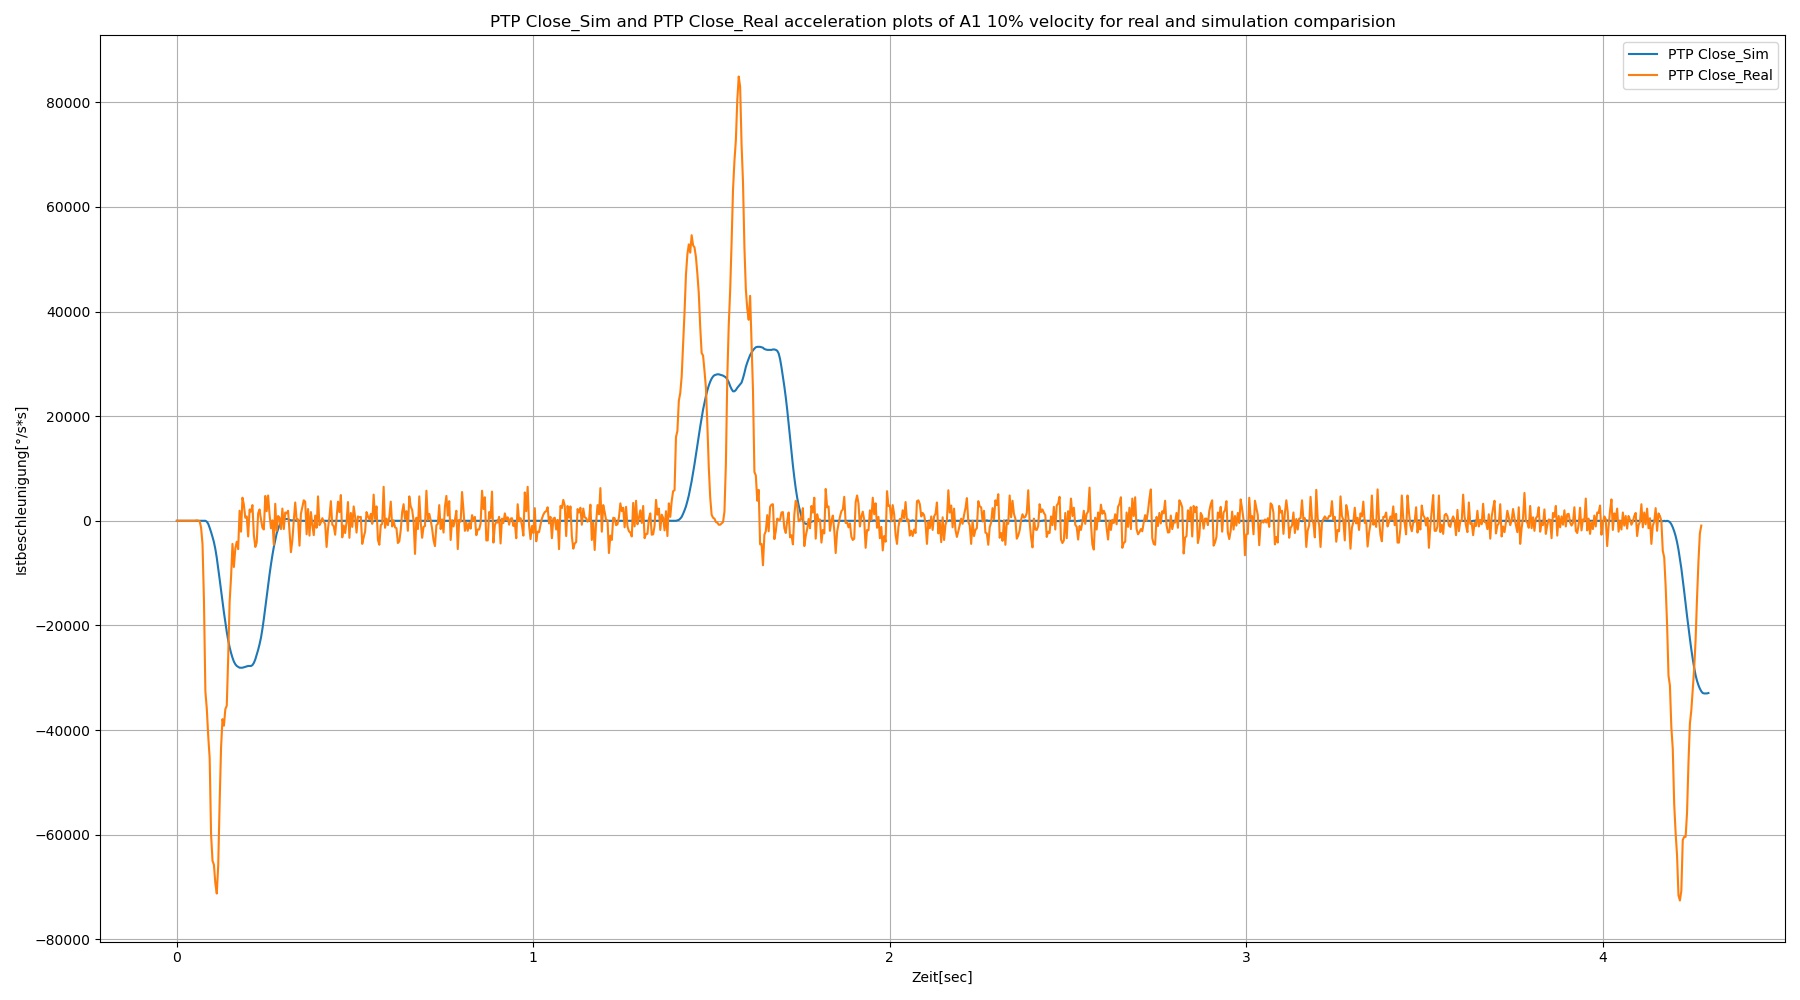 PTP Close_Sim and PTP Close_Real acceleration plots of A1 10% velocity for real and simulation comparision
PTP Close_Sim
PTP Close_Real
80000
60000
40000
20000
0
−20000
−40000
−60000
−80000
Istbeschleunigung[°/s*s]
0 1 2 3 4
Zeit[sec]